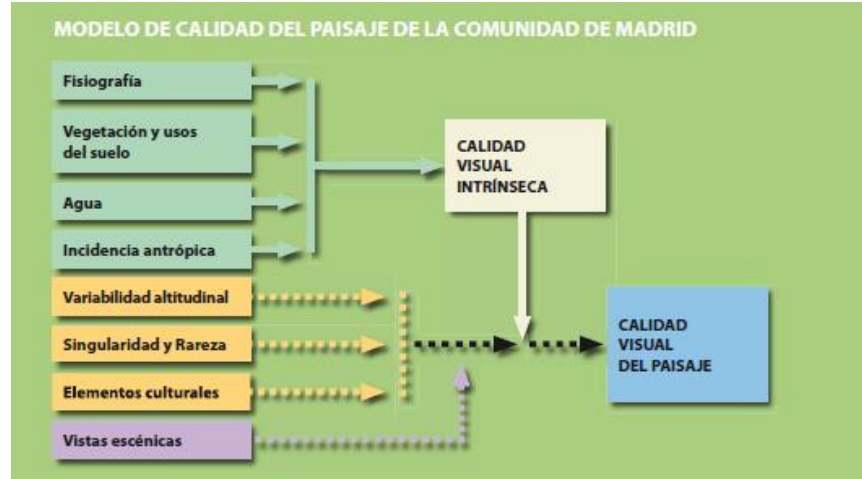 MODELO DE CALIDAD DEL PAISAJE DE LA COMUNIDAD DE MADRID
Fisiografía
Vegetación y usos
del suelo
Agua
Incidencia antrópica
Variabilidad altitudinal
Singularidad y Rareza
Elementos culturales
Vistas escénicas
CALIDAD
VISUAL
INTRÍNSECA
CALIDAD
VISUAL
DEL PAISAJE